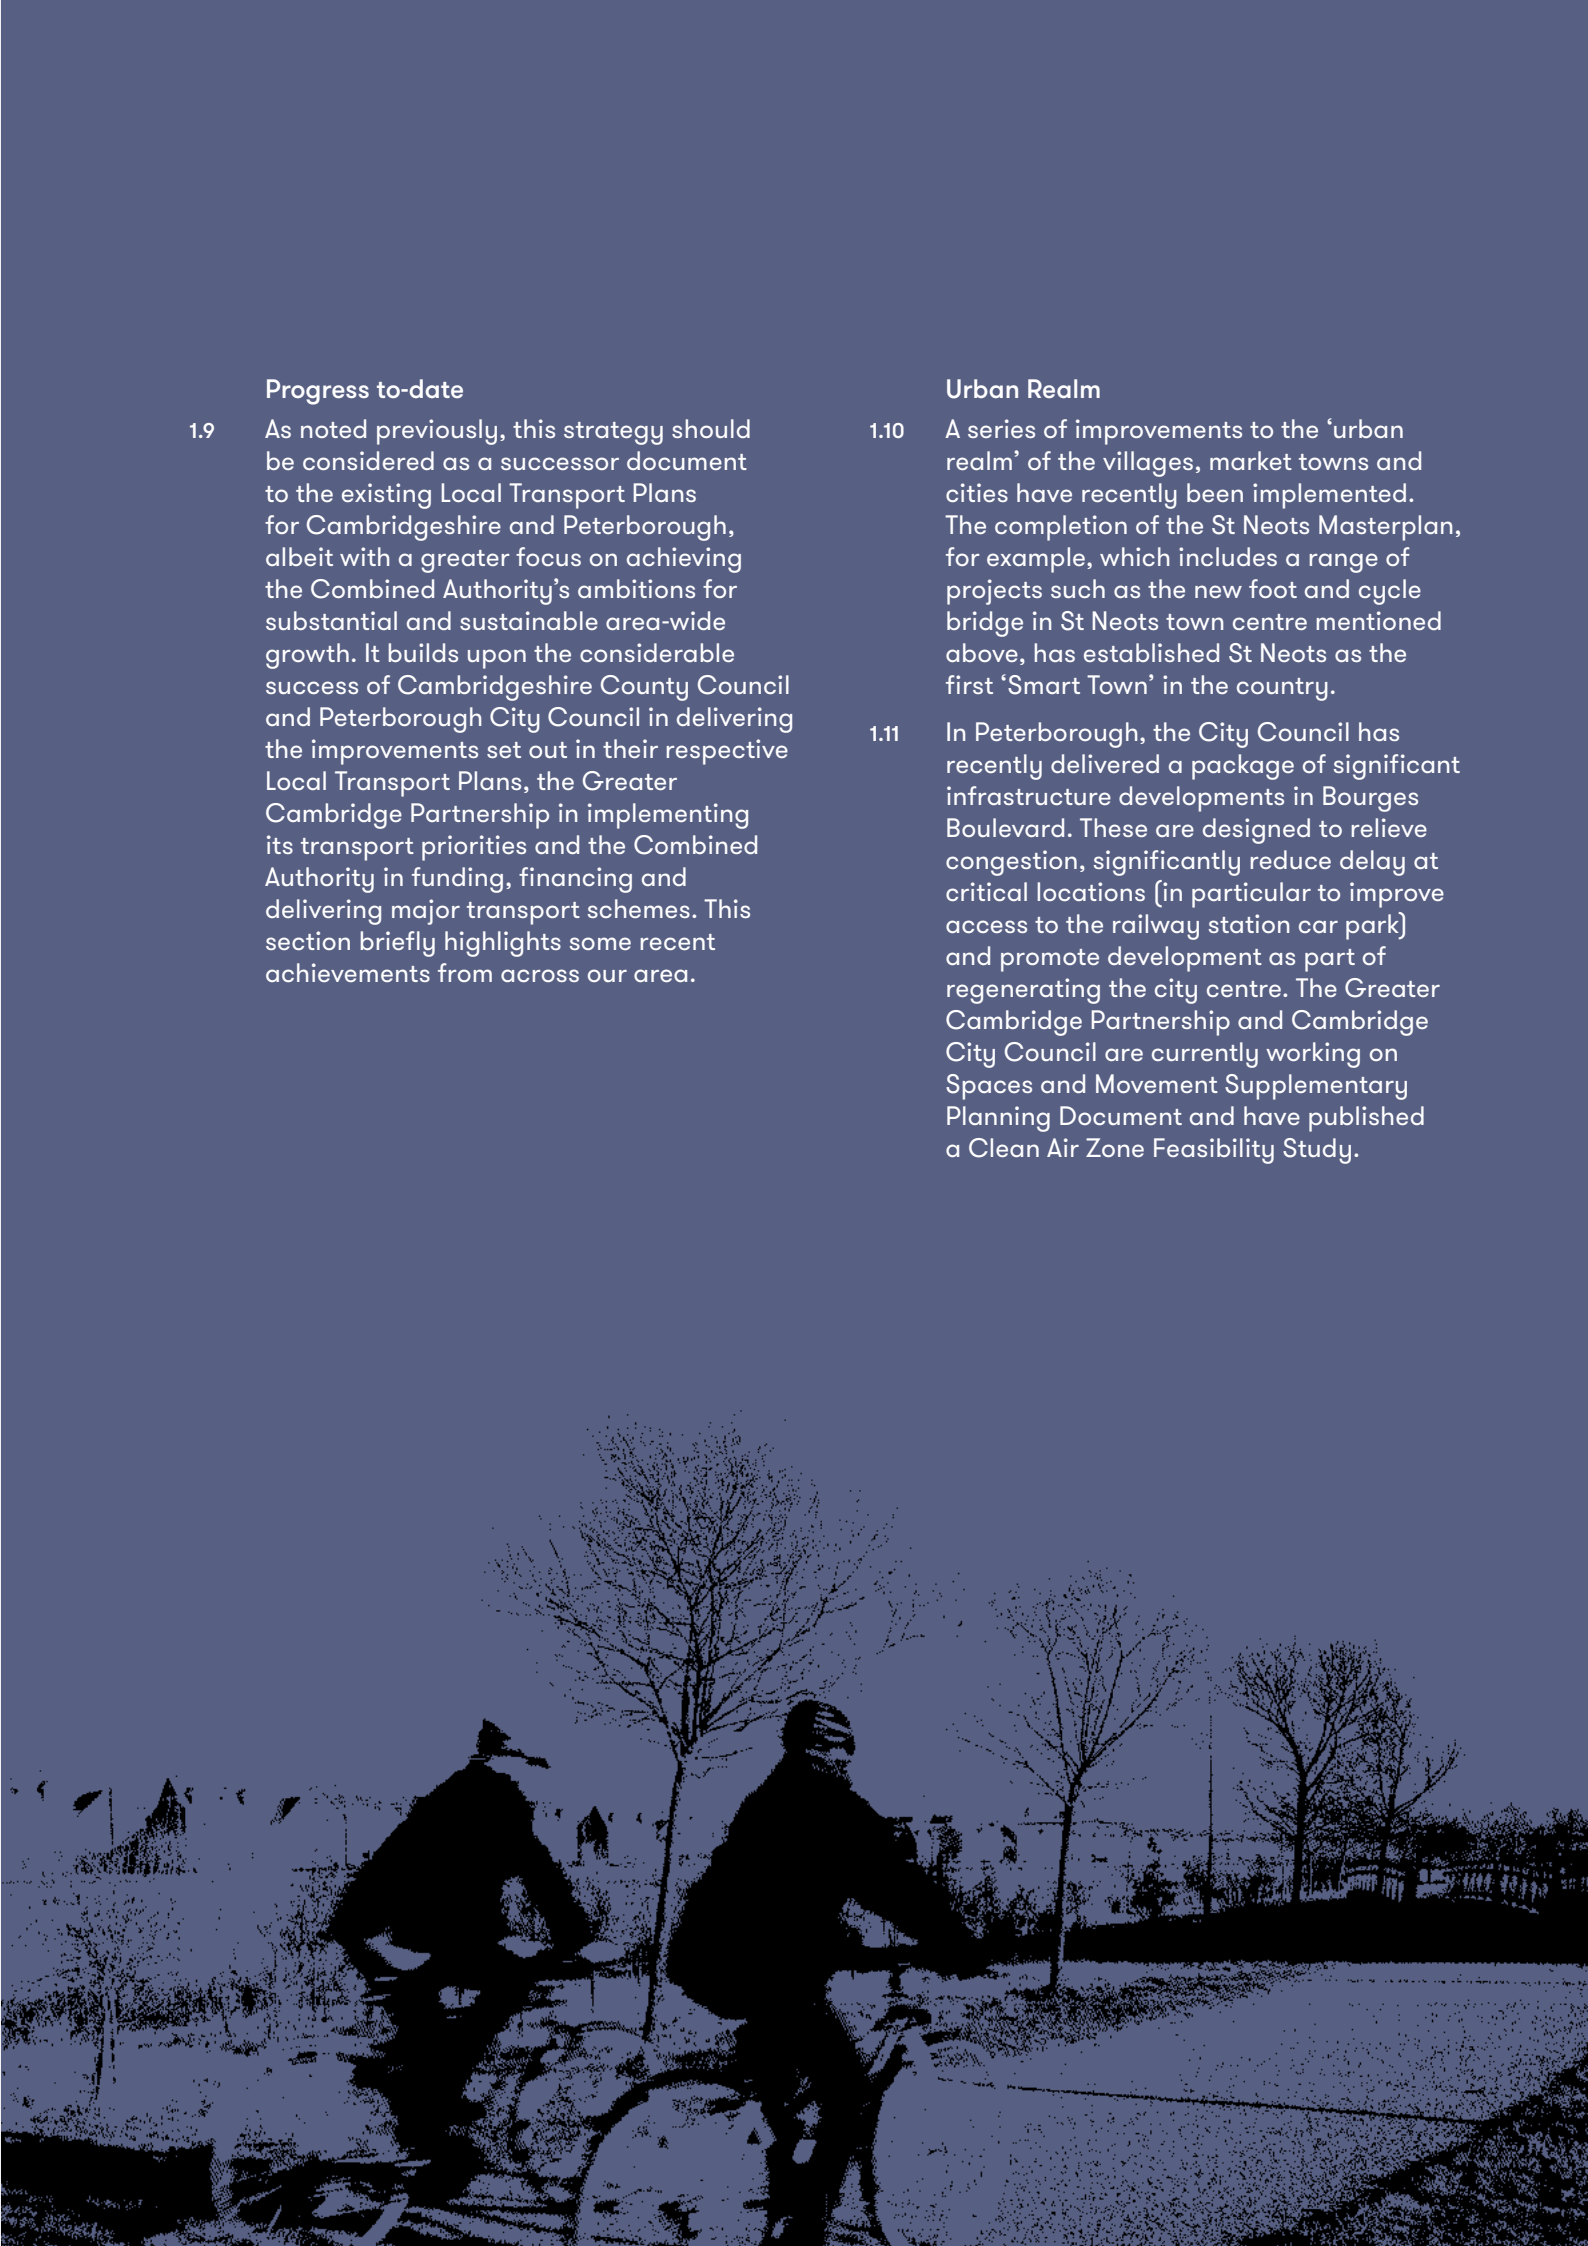 Progress to-date
1.9 As noted previously, this strategy should
be considered as a successor document
to the existing Local Transport Plans
for Cambridgeshire and Peterborough,
albeit with a greater focus on achieving
the Combined Authority’s ambitions for
substantial and sustainable area-wide
growth. It builds upon the considerable
success of Cambridgeshire County Council
and Peterborough City Council in delivering
the improvements set out in their respective
Local Transport Plans, the Greater
Cambridge Partnership in implementing
its transport priorities and the Combined
Authority in funding, financing and
delivering major transport schemes. This
section briefly highlights some recent
achievements from across our area.
Urban Realm
1.10 A series of improvements to the ‘urban
realm’ of the villages, market towns and
cities have recently been implemented.
The completion of the St Neots Masterplan,
for example, which includes a range of
projects such as the new foot and cycle
bridge in St Neots town centre mentioned
above, has established St Neots as the
first ‘Smart Town’ in the country.
1.11 In Peterborough, the City Council has
recently delivered a package of significant
infrastructure developments in Bourges
Boulevard. These are designed to relieve
congestion, significantly reduce delay at
critical locations (in particular to improve
access to the railway station car park)
and promote development as part of
regenerating the city centre. The Greater
Cambridge Partnership and Cambridge
City Council are currently working on
Spaces and Movement Supplementary
Planning Document and have published
a Clean Air Zone Feasibility Study.